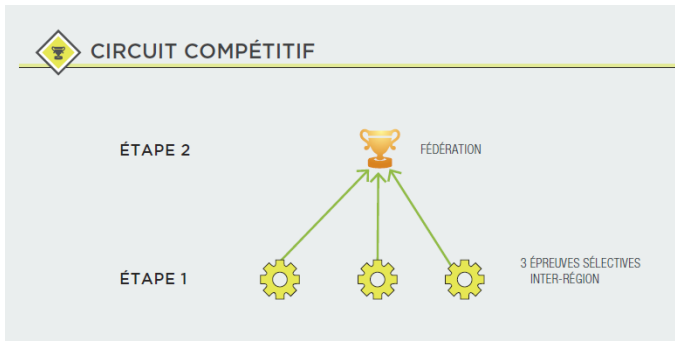 CIRCUIT COMPÉTITIF
ÉTAPE 2
FÉDÉRATION
ÉTAPE 1
3 ÉPREUVES SÉLECTIVES
INTER-RÉGION